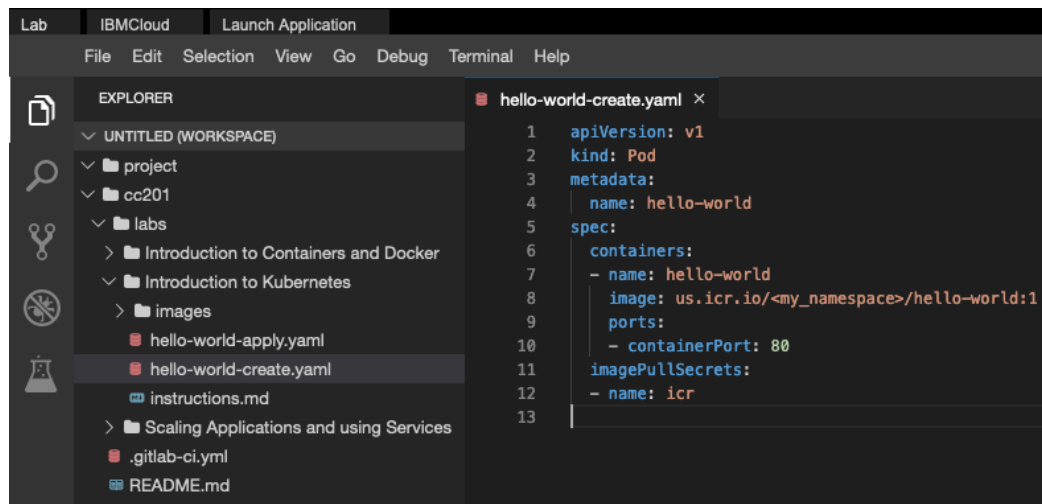 Lab IBMCloud Launch Application
File Edit Selection View Go Debug Terminal Help
EXPLORER
UNTITLED (WORKSPACE)
project
cc201
labs
Introduction to Containers and Docker
Introduction to Kubernetes
images
hello-world-apply.yaml
hello-world-create.yaml
instructions.md
Scaling Applications and using Services
.gitlab-ci.yml
README.md
hello-world-create.yaml ×
1 apiVersion: v1
2 kind: Pod
3 metadata:
4   name: hello-world
5 spec:
6   containers:
7   - name: hello-world
8     image: us.icr.io/<my_namespace>/hello-world:1
9     ports:
10     - containerPort: 80
11   imagePullSecrets:
12   - name: icr
13